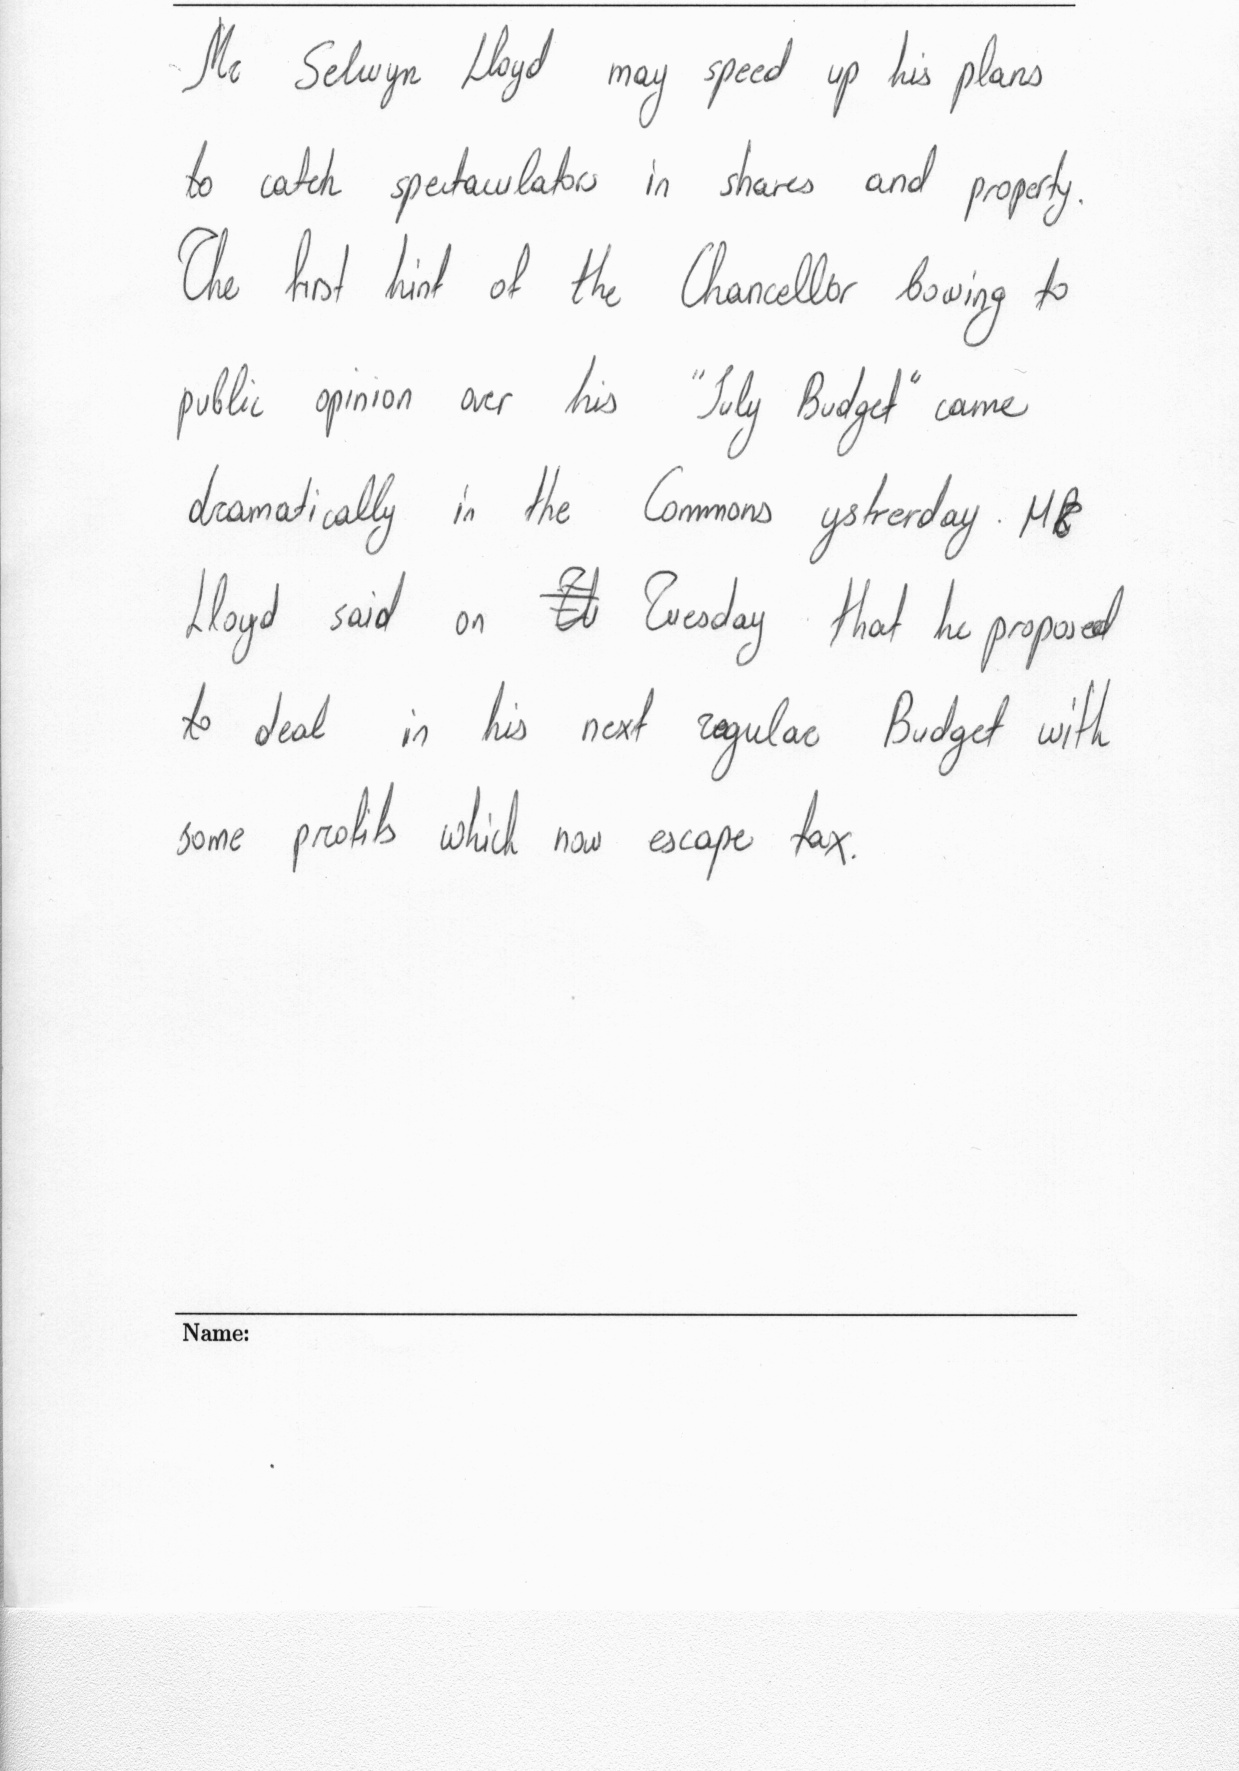 Mr Selwyn Lloyd may speed up his plans
to catch spectaculators in shares and property.
The first hint of the Chancellor bowing to
public opinion over his "July Budget" came
dramatically in the Commons ystrerday. MR
Lloyd said on Tuesday that he proposed
to deal in his next regular Budget with
some profits which now escape tax.
Name: